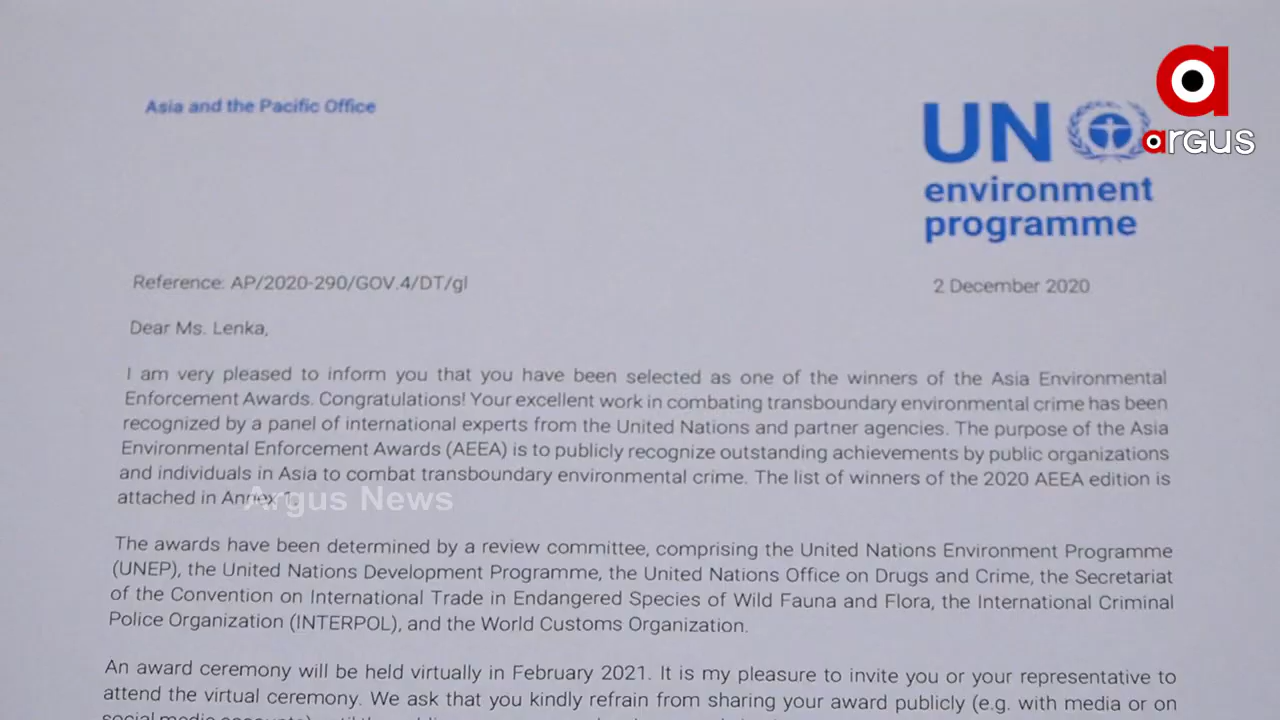 Asia and the Pacific Office
UN
argus
environment
programme
Reference: AP/2020-290/GOV.4/DT/gl
2 December 2020
Dear Ms. Lenka,
I am very pleased to inform you that you have been selected as one of the winners of the Asia Environmental
Enforcement Awards. Congratulations! Your excellent work in combating transboundary environmental crime has been
recognized by a panel of international experts from the United Nations and partner agencies. The purpose of the Asia
Environmental Enforcement Awards (AEEA) is to publicly recognize outstanding achievements by public organizations
and individuals in Asia to combat transboundary environmental crime. The list of winners of the 2020 AEEA edition is
attached in Annex 1.
Argus News
The awards have been determined by a review committee, comprising the United Nations Environment Programme
(UNEP), the United Nations Development Programme, the United Nations Office on Drugs and Crime, the Secretariat
of the Convention on International Trade in Endangered Species of Wild Fauna and Flora, the International Criminal
Police Organization (INTERPOL), and the World Customs Organization.
An award ceremony will be held virtually in February 2021. It is my pleasure to invite you or your representative to
attend the virtual ceremony. We ask that you kindly refrain from sharing your award publicly (e.g. with media or on